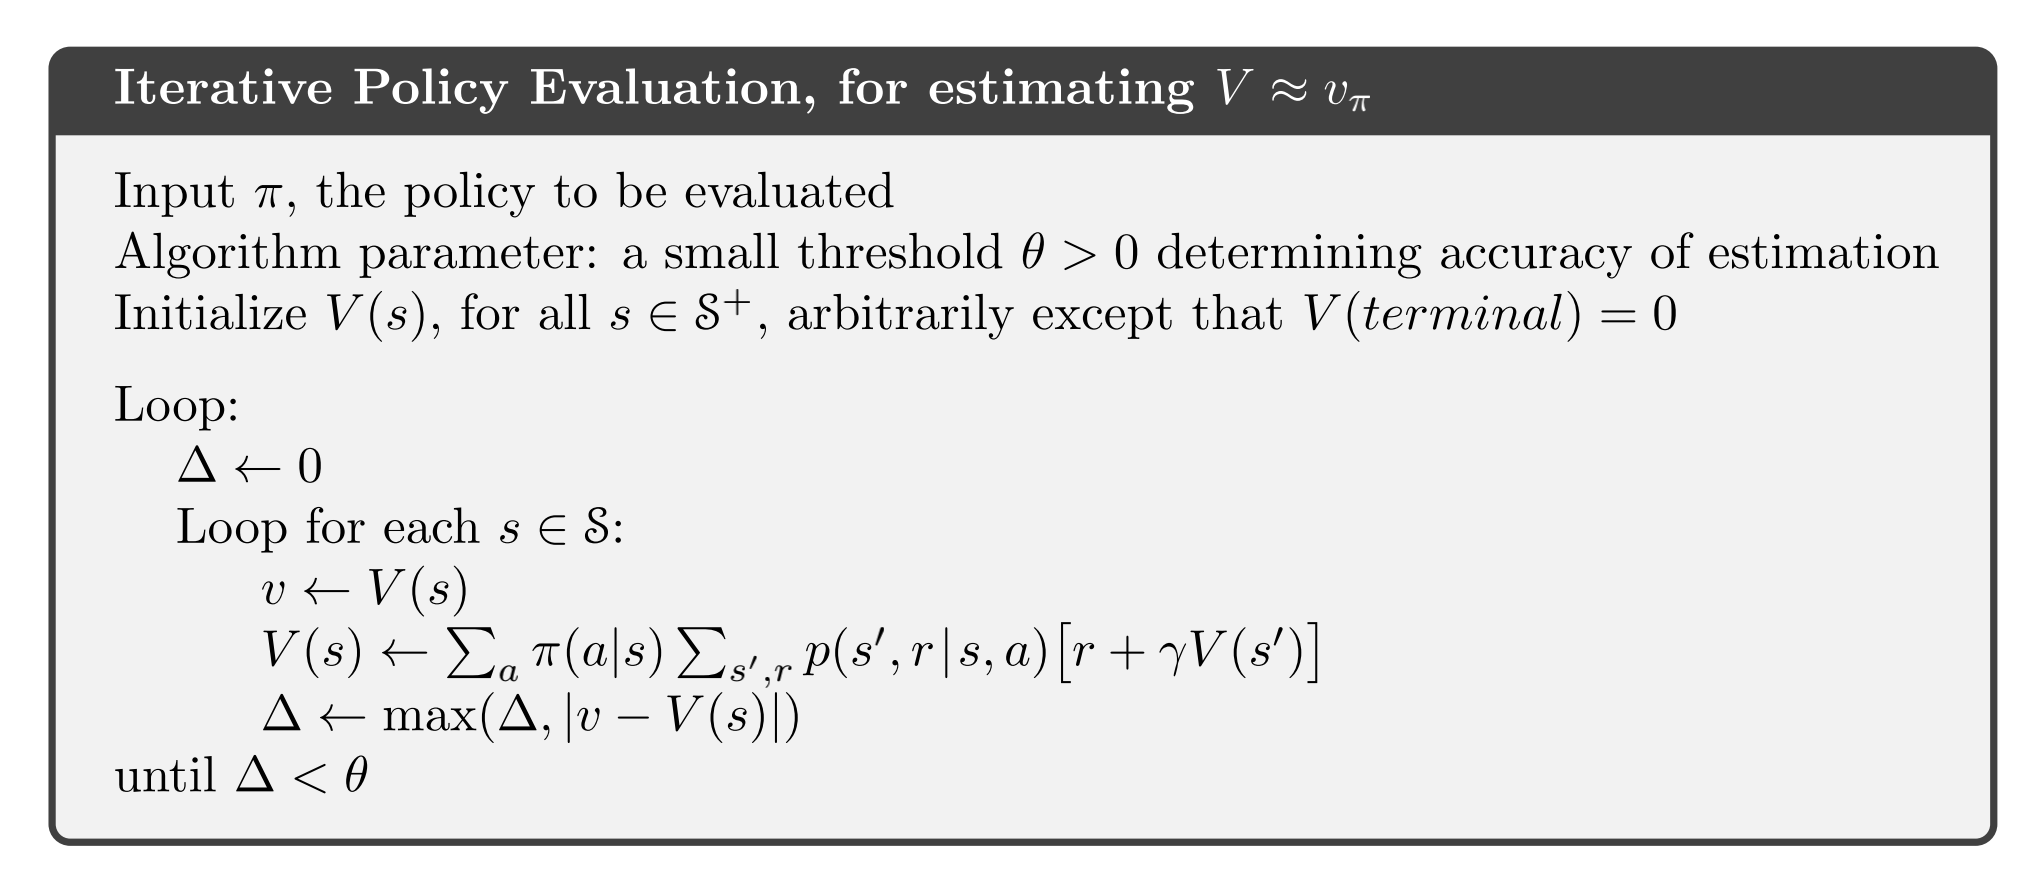 Iterative Policy Evaluation, for estimating V ≈ v_π
Input π, the policy to be evaluated
Algorithm parameter: a small threshold θ > 0 determining accuracy of estimation
Initialize V(s), for all s ∈ 𝒮⁺, arbitrarily except that V(terminal) = 0
Loop:
Δ ← 0
Loop for each s ∈ 𝒮:
v ← V(s)
V(s) ← ∑_a π(a|s) ∑_{s′,r} p(s′, r | s, a)[r + γV(s′)]
Δ ← max(Δ, |v − V(s)|)
until Δ < θ